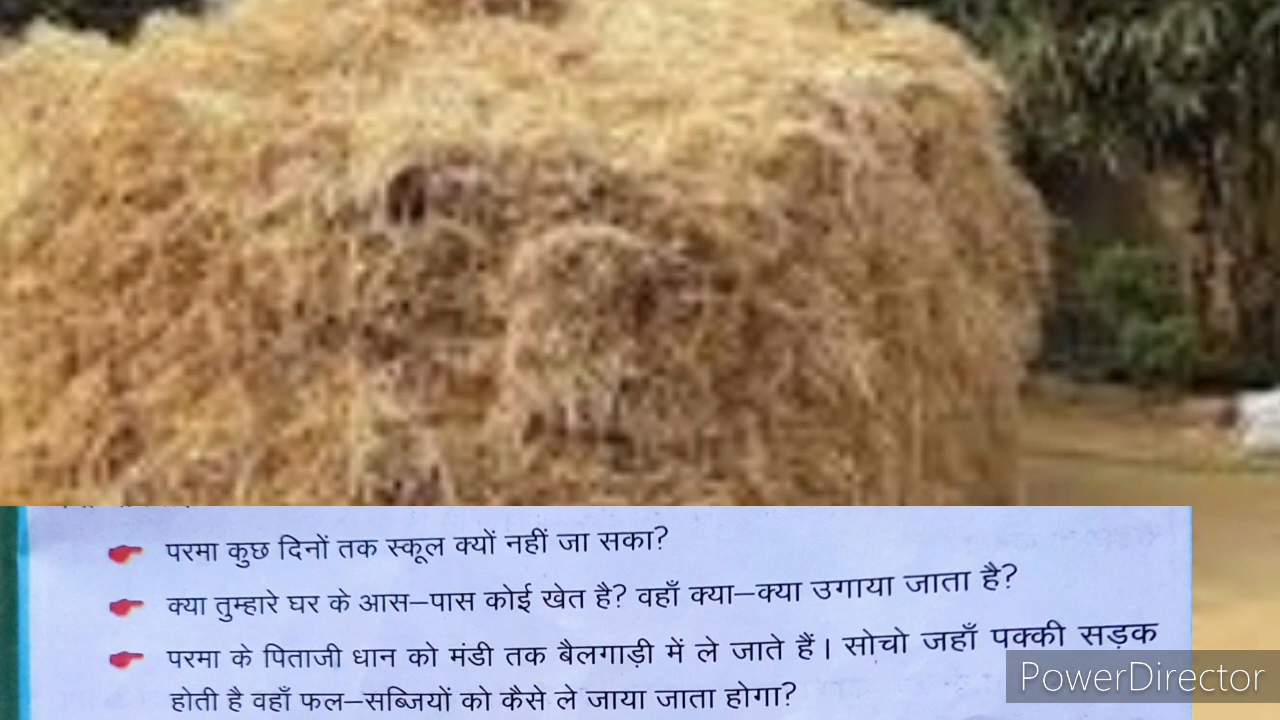 परमा कुछ दिनों तक स्कूल क्यों नहीं जा सका?
क्या तुम्हारे घर के आस–पास कोई खेत है? वहाँ क्या–क्या उगाया जाता है?
परमा के पिताजी धान को मंडी तक बैलगाड़ी में ले जाते हैं। सोचो जहाँ पक्की सड़क
होती है वहाँ फल–सब्जियों को कैसे ले जाया जाता होगा?
PowerDirector